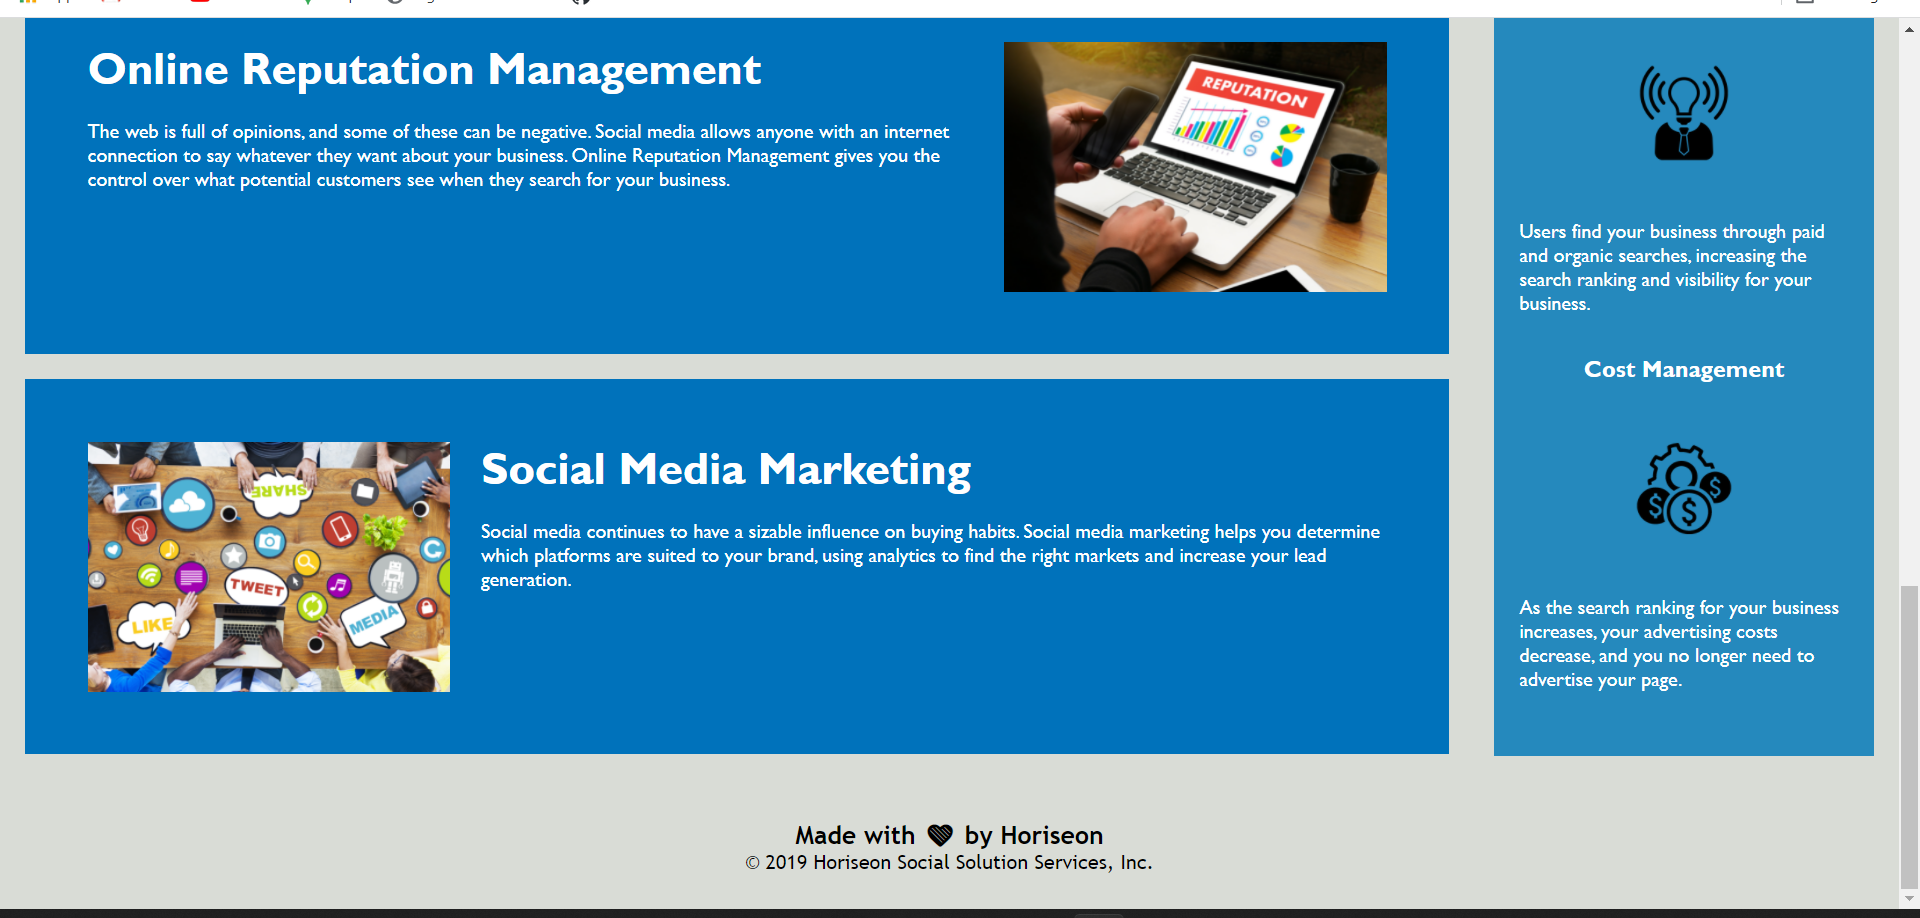 Online Reputation Management
The web is full of opinions, and some of these can be negative. Social media allows anyone with an internet
connection to say whatever they want about your business. Online Reputation Management gives you the
control over what potential customers see when they search for your business.
REPUTATION
Social Media Marketing
Social media continues to have a sizable influence on buying habits. Social media marketing helps you determine
which platforms are suited to your brand, using analytics to find the right markets and increase your lead
generation.
SHARE
TWEET
LIKE
MEDIA
Users find your business through paid
and organic searches, increasing the
search ranking and visibility for your
business.
Cost Management
$
$
$
As the search ranking for your business
increases, your advertising costs
decrease, and you no longer need to
advertise your page.
Made with 🖤 by Horiseon
© 2019 Horiseon Social Solution Services, Inc.